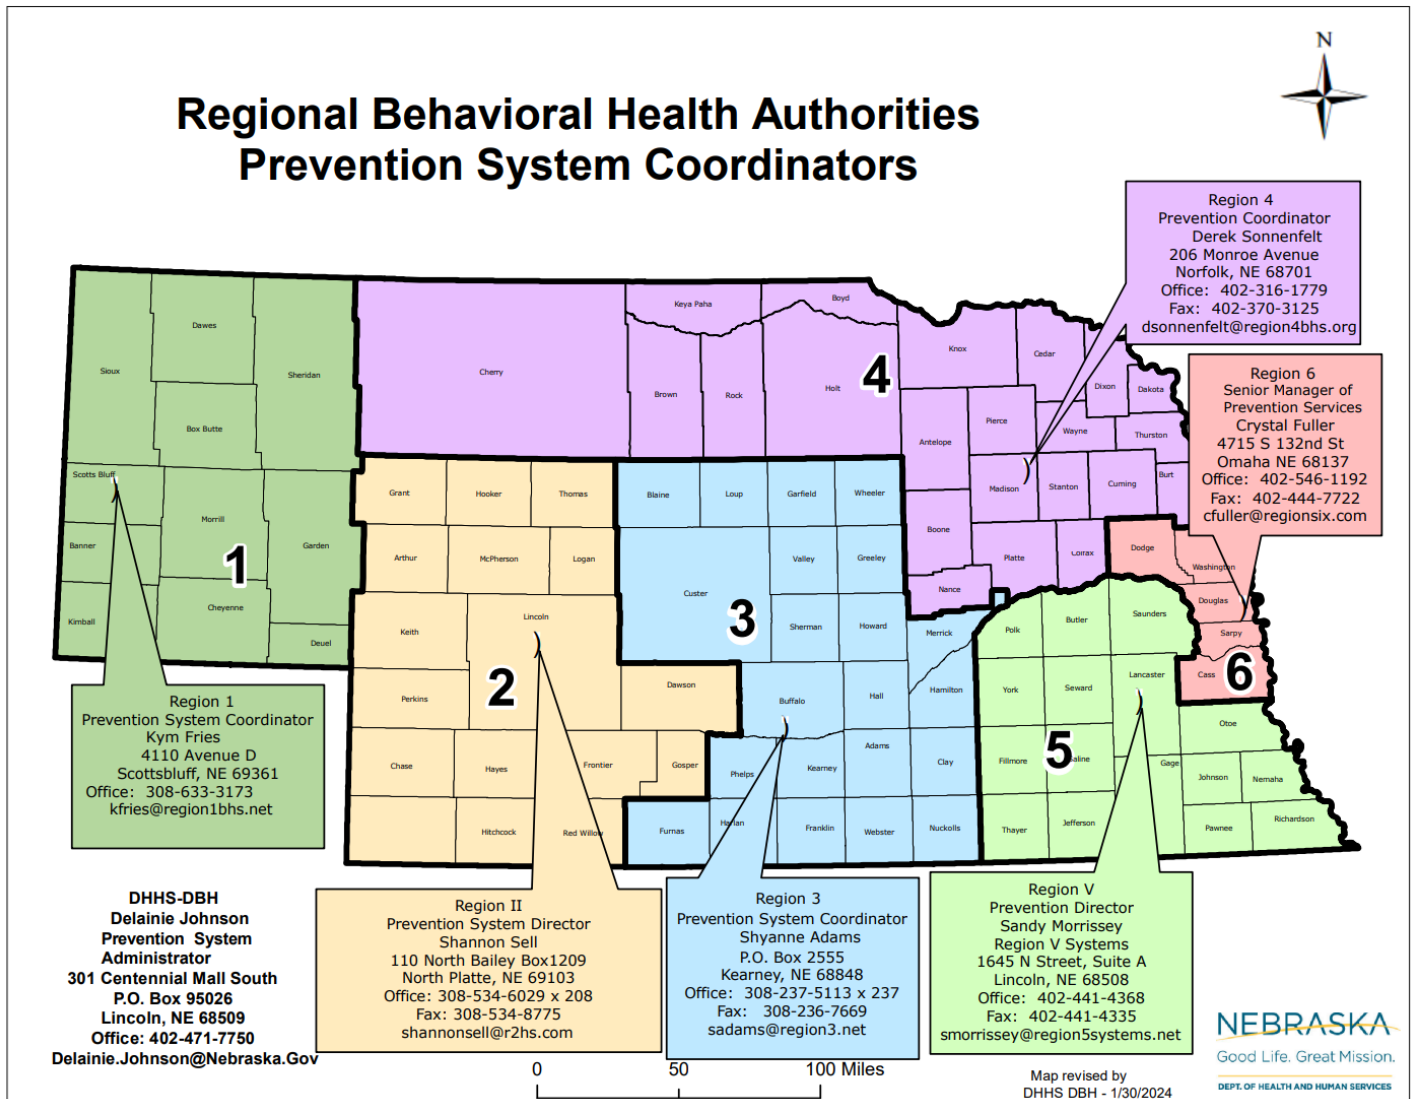 N
Regional Behavioral Health Authorities
Prevention System Coordinators
Region 4
Prevention Coordinator
Derek Sonnenfelt
206 Monroe Avenue
Norfolk, NE 68701
Office: 402-316-1779
Fax: 402-370-3125
dsonnenfelt@region4bhs.org
Region 6
Senior Manager of
Prevention Services
Crystal Fuller
4715 S 132nd St
Omaha NE 68137
Office: 402-546-1192
Fax: 402-444-7722
cfuller@regionsix.com
Sioux
Dawes
Sheridan
Box Butte
Scotts Bluff
Morrill
Garden
Banner
Kimball
Cheyenne
Deuel
1
Cherry
Keya Paha
Boyd
Brown
Rock
Holt
4
Knox
Cedar
Dixon
Dakota
Antelope
Pierce
Wayne
Thurston
Madison
Stanton
Cuming
Burt
Boone
Platte
Colfax
Nance
Grant
Hooker
Thomas
Arthur
McPherson
Logan
Keith
Lincoln
Perkins
2
Dawson
Chase
Hayes
Frontier
Gosper
Hitchcock
Red Willow
Blaine
Loup
Garfield
Wheeler
Custer
Valley
Greeley
3
Sherman
Howard
Merrick
Buffalo
Hall
Hamilton
Phelps
Kearney
Adams
Clay
Furnas
Harlan
Franklin
Webster
Nuckolls
Dodge
Washington
Douglas
Sarpy
Cass
6
Polk
Butler
Saunders
York
Seward
Lancaster
Otoe
Fillmore
5
Saline
Gage
Johnson
Nemaha
Thayer
Jefferson
Pawnee
Richardson
Region 1
Prevention System Coordinator
Kym Fries
4110 Avenue D
Scottsbluff, NE 69361
Office: 308-633-3173
kfries@region1bhs.net
DHHS-DBH
Delainie Johnson
Prevention System
Administrator
301 Centennial Mall South
P.O. Box 95026
Lincoln, NE 68509
Office: 402-471-7750
Delainie.Johnson@Nebraska.Gov
Region II
Prevention System Director
Shannon Sell
110 North Bailey Box1209
North Platte, NE 69103
Office: 308-534-6029 x 208
Fax: 308-534-8775
shannonsell@r2hs.com
Region 3
Prevention System Coordinator
Shyanne Adams
P.O. Box 2555
Kearney, NE 68848
Office: 308-237-5113 x 237
Fax: 308-236-7669
sadams@region3.net
Region V
Prevention Director
Sandy Morrissey
Region V Systems
1645 N Street, Suite A
Lincoln, NE 68508
Office: 402-441-4368
Fax: 402-441-4335
smorrissey@region5systems.net
0 50 100 Miles
Map revised by
DHHS DBH - 1/30/2024
NEBRASKA
Good Life. Great Mission.
DEPT. OF HEALTH AND HUMAN SERVICES